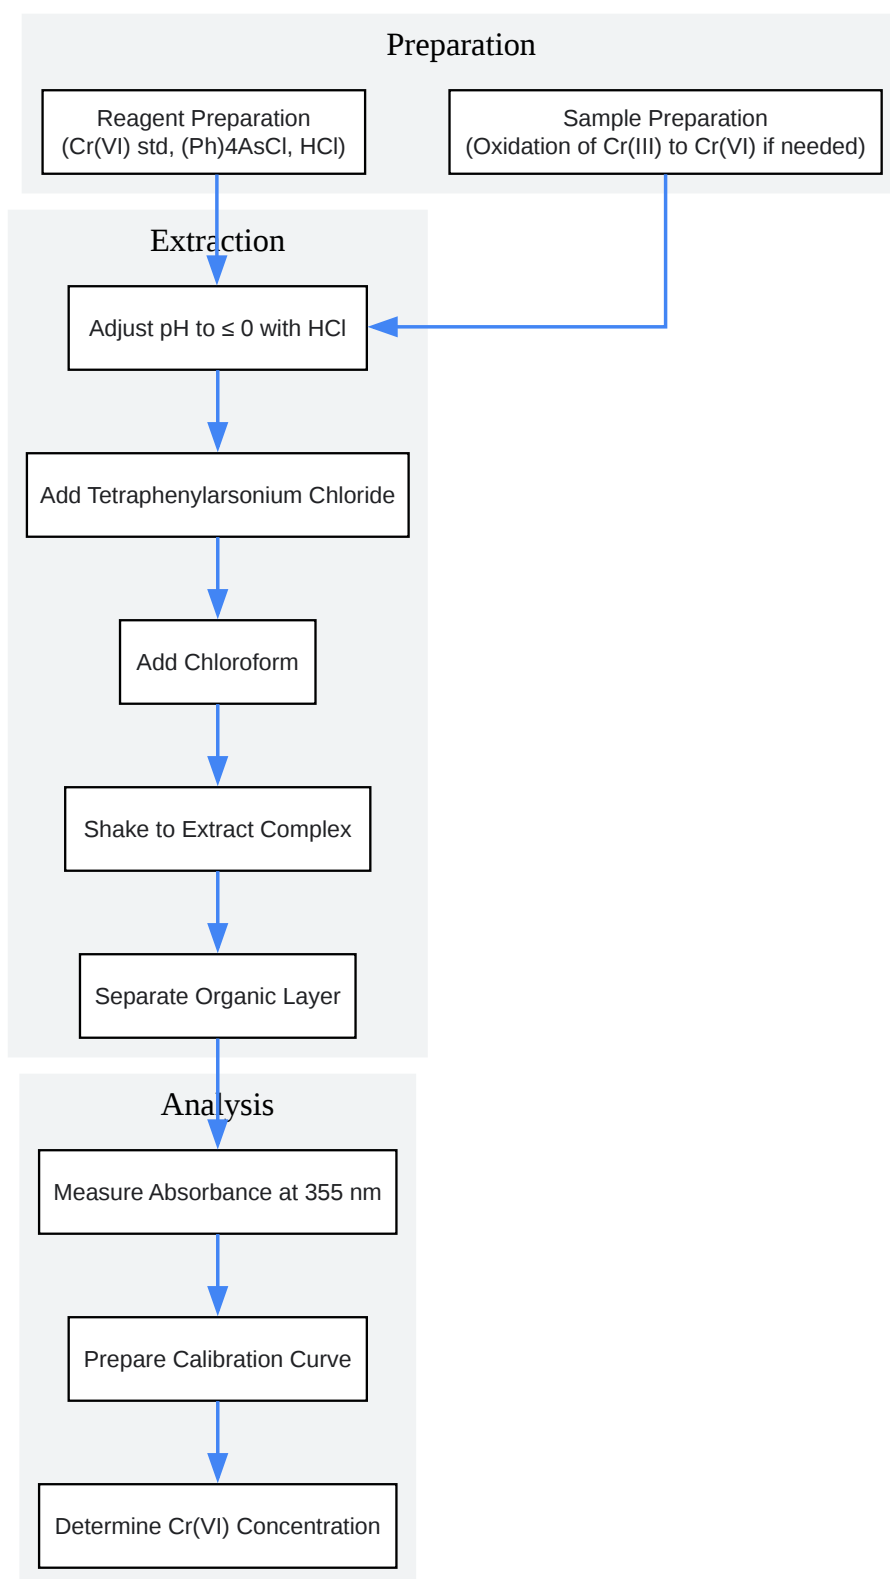 Preparation
Reagent Preparation
(Cr(VI) std, (Ph)4AsCl, HCl)
Sample Preparation
(Oxidation of Cr(III) to Cr(VI) if needed)
Extraction
Adjust pH to ≤ 0 with HCl
Add Tetraphenylarsonium Chloride
Add Chloroform
Shake to Extract Complex
Separate Organic Layer
Analysis
Measure Absorbance at 355 nm
Prepare Calibration Curve
Determine Cr(VI) Concentration